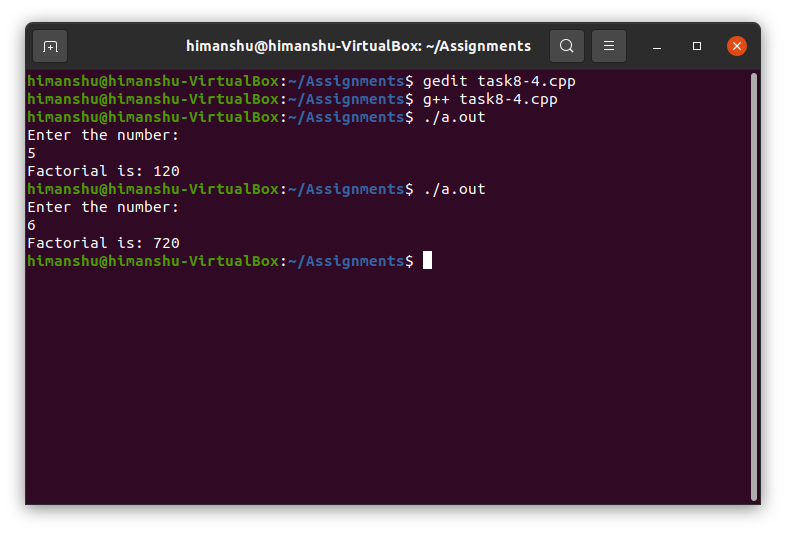 himanshu@himanshu-VirtualBox: ~/Assignments
himanshu@himanshu-VirtualBox:~/Assignments$ gedit task8-4.cpp
himanshu@himanshu-VirtualBox:~/Assignments$ g++ task8-4.cpp
himanshu@himanshu-VirtualBox:~/Assignments$ ./a.out
Enter the number:
5
Factorial is: 120
himanshu@himanshu-VirtualBox:~/Assignments$ ./a.out
Enter the number:
6
Factorial is: 720
himanshu@himanshu-VirtualBox:~/Assignments$